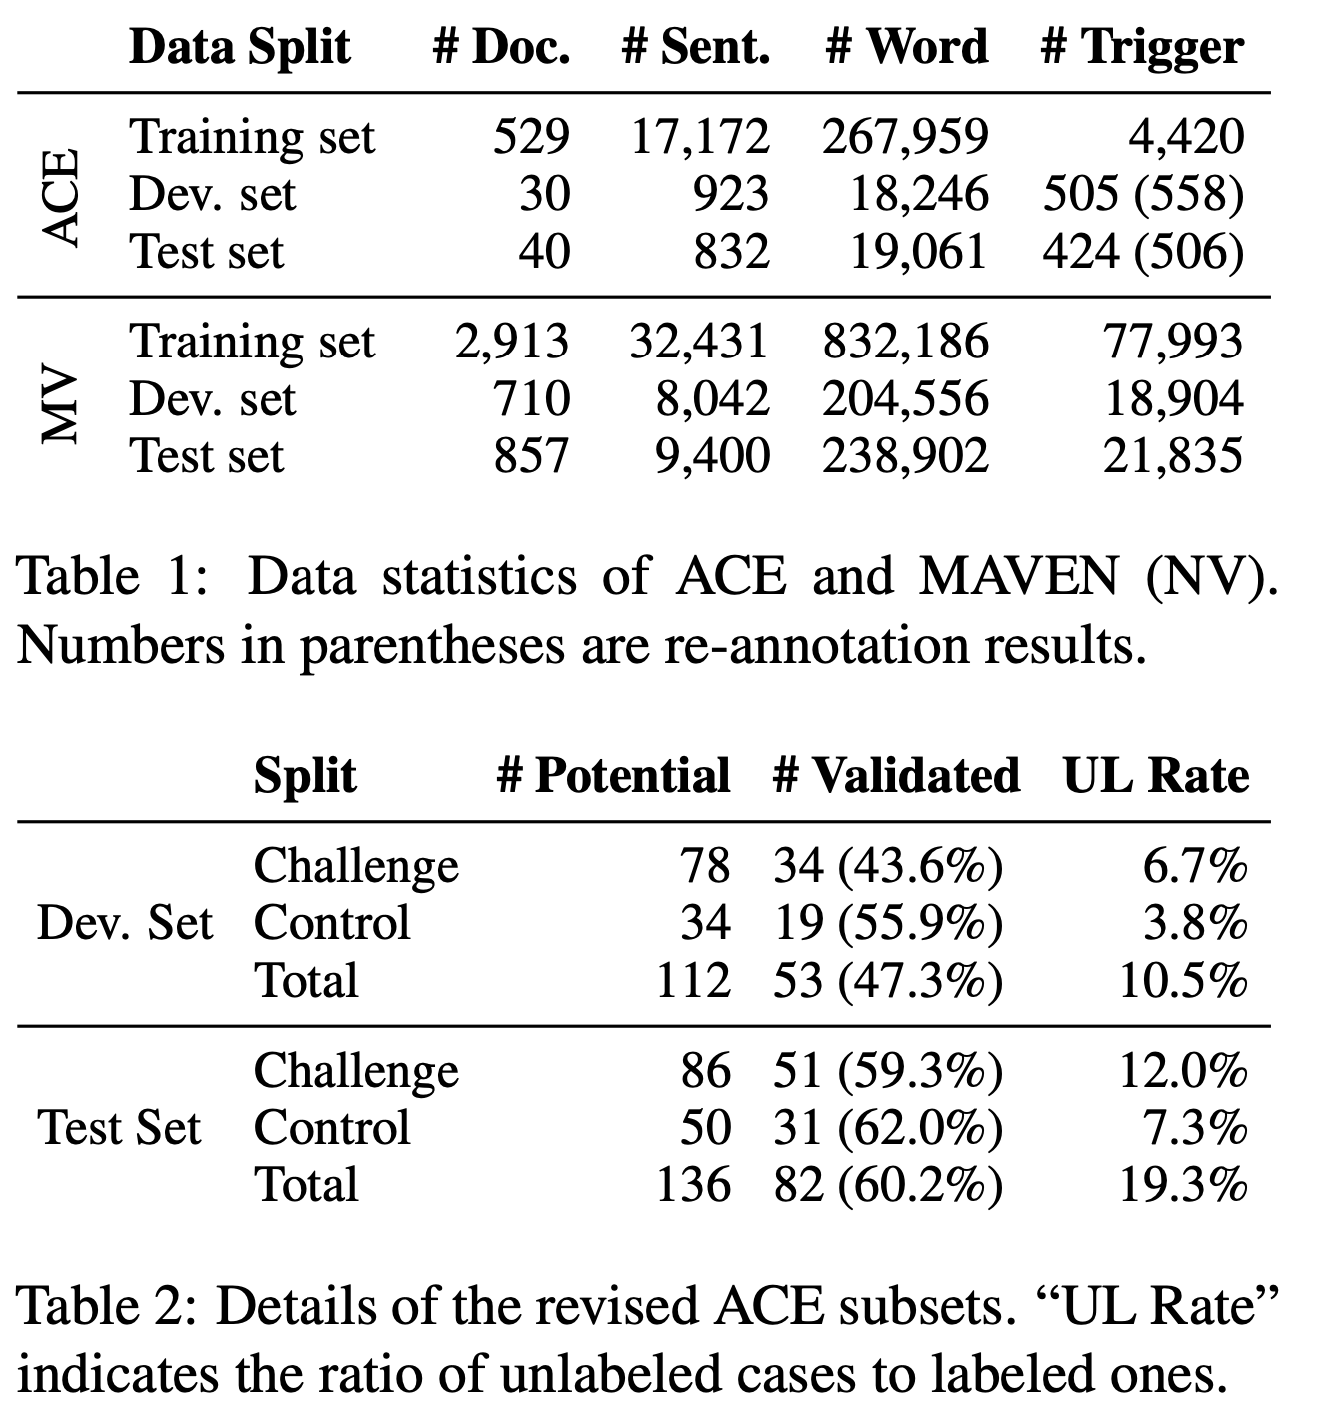 Data Split # Doc. # Sent. # Word # Trigger
ACE
Training set 529 17,172 267,959 4,420
Dev. set 30 923 18,246 505 (558)
Test set 40 832 19,061 424 (506)
MV
Training set 2,913 32,431 832,186 77,993
Dev. set 710 8,042 204,556 18,904
Test set 857 9,400 238,902 21,835
Table 1: Data statistics of ACE and MAVEN (NV).
Numbers in parentheses are re-annotation results.
Split # Potential # Validated UL Rate
Challenge 78 34 (43.6%) 6.7%
Dev. Set Control 34 19 (55.9%) 3.8%
Total 112 53 (47.3%) 10.5%
Challenge 86 51 (59.3%) 12.0%
Test Set Control 50 31 (62.0%) 7.3%
Total 136 82 (60.2%) 19.3%
Table 2: Details of the revised ACE subsets. “UL Rate”
indicates the ratio of unlabeled cases to labeled ones.